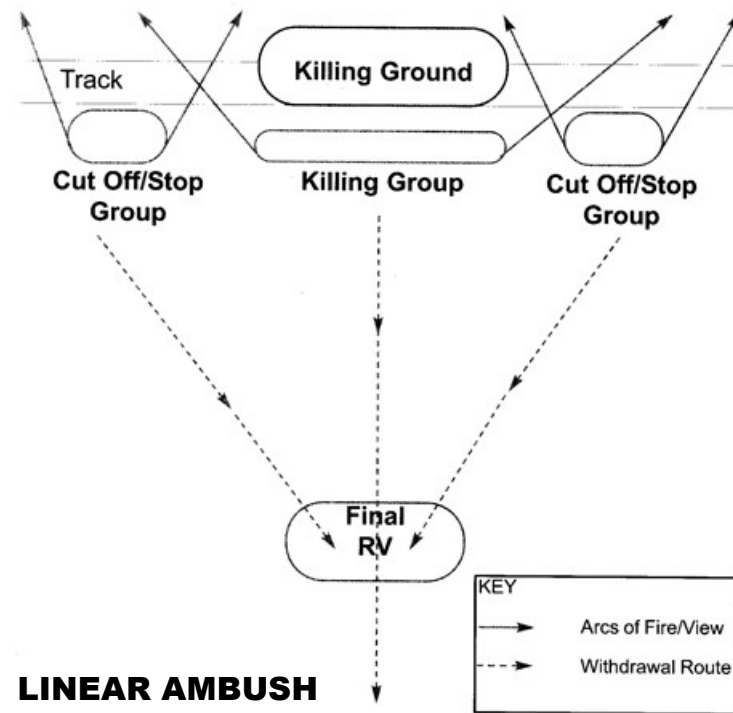 Killing Ground
Track
Cut Off/Stop
Group
Killing Group
Cut Off/Stop
Group
Final
RV
KEY
Arcs of Fire/View
Withdrawal Route
LINEAR AMBUSH